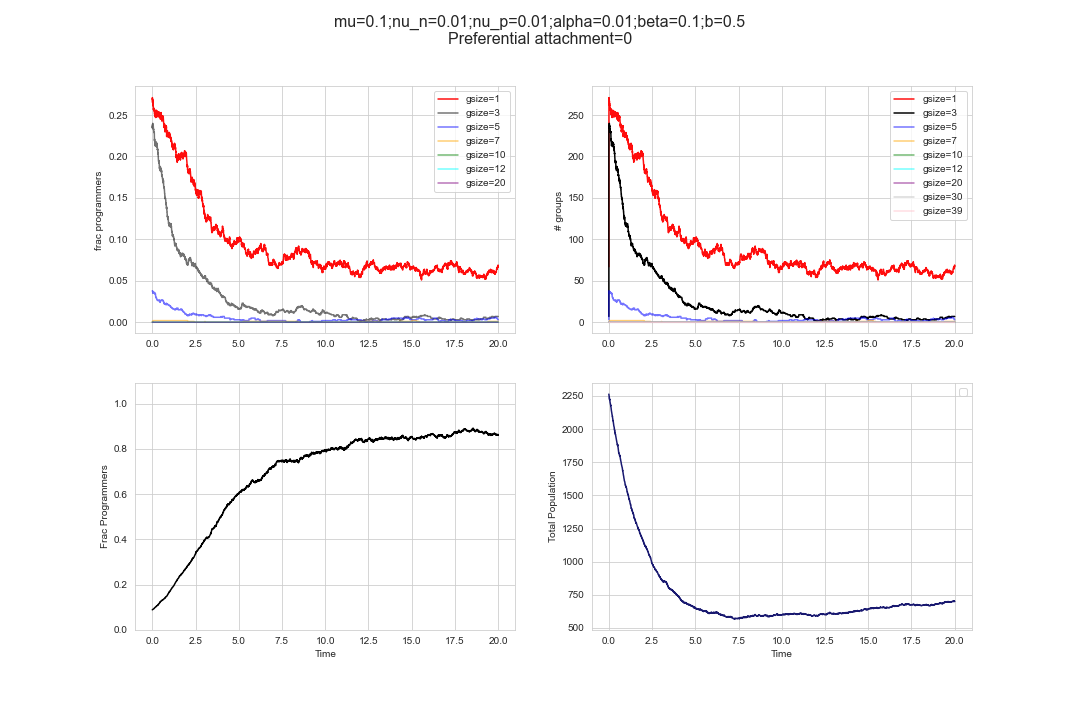 mu=0.1;nu_n=0.01;nu_p=0.01;alpha=0.01;beta=0.1;b=0.5
Preferential attachment=0
frac programmers
0.25
0.20
0.15
0.10
0.05
0.00
gsize=1
gsize=3
gsize=5
gsize=7
gsize=10
gsize=12
gsize=20
0.0 2.5 5.0 7.5 10.0 12.5 15.0 17.5 20.0
# groups
250
200
150
100
50
0
gsize=1
gsize=3
gsize=5
gsize=7
gsize=10
gsize=12
gsize=20
gsize=30
gsize=39
0.0 2.5 5.0 7.5 10.0 12.5 15.0 17.5 20.0
Frac Programmers
1.0
0.8
0.6
0.4
0.2
0.0
0.0 2.5 5.0 7.5 10.0 12.5 15.0 17.5 20.0
Time
Total Population
2250
2000
1750
1500
1250
1000
750
500
0.0 2.5 5.0 7.5 10.0 12.5 15.0 17.5 20.0
Time